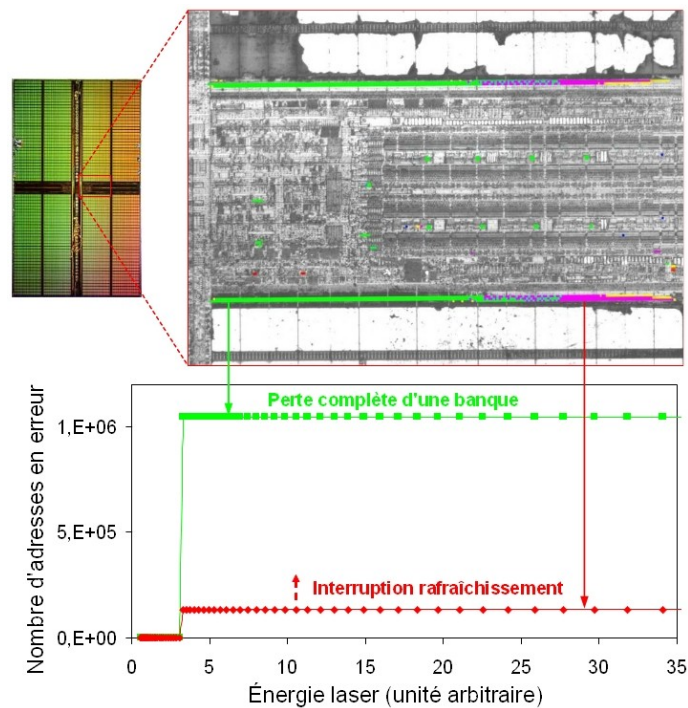 Perte complète d'une banque
1,E+06
5,E+05
Interruption rafraîchissement
0,E+00
0
5
10
15
20
25
30
35
Nombre d'adresses en erreur
Énergie laser (unité arbitraire)